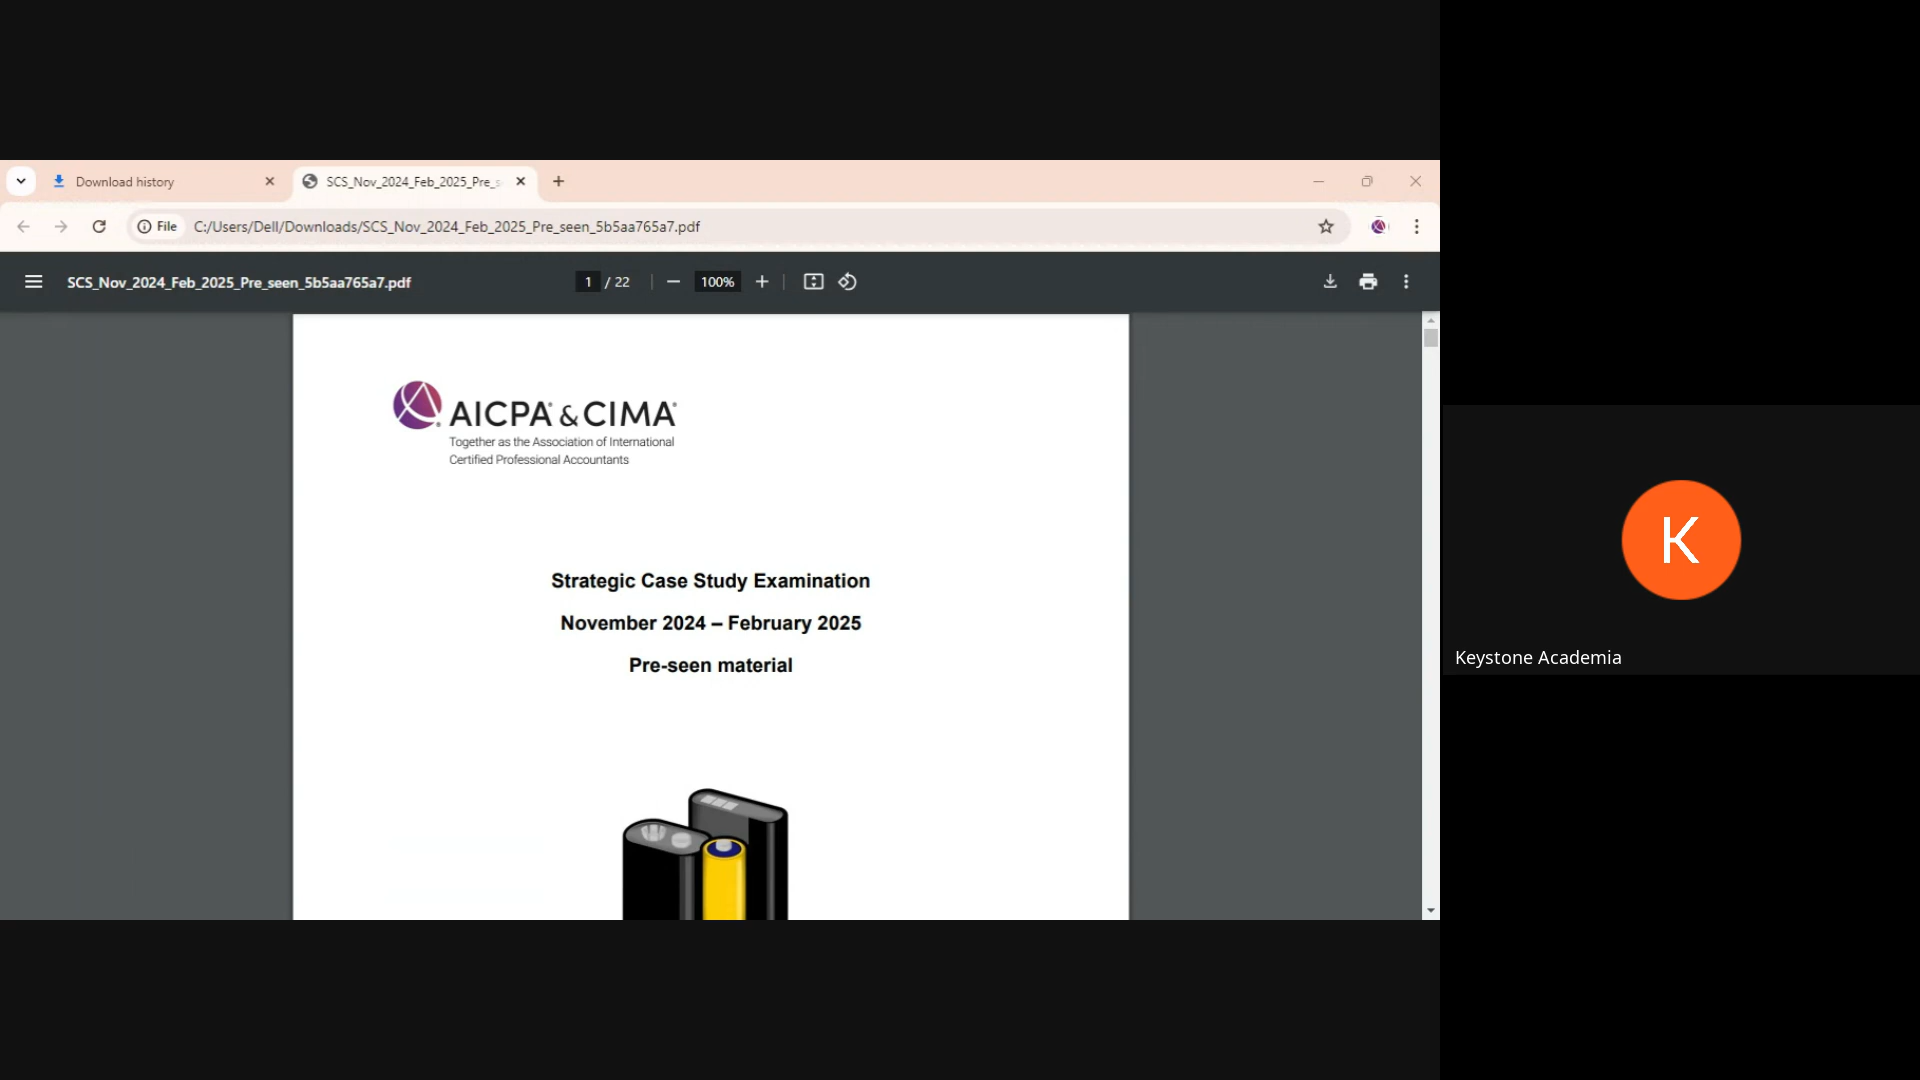 Download history
SCS_Nov_2024_Feb_2025_Pre_s
File
C:/Users/Dell/Downloads/SCS_Nov_2024_Feb_2025_Pre_seen_5b5aa765a7.pdf
SCS_Nov_2024_Feb_2025_Pre_seen_5b5aa765a7.pdf
1 / 22
100%
AICPA® & CIMA®
Together as the Association of International
Certified Professional Accountants
Strategic Case Study Examination
November 2024 – February 2025
Pre-seen material
K
Keystone Academia